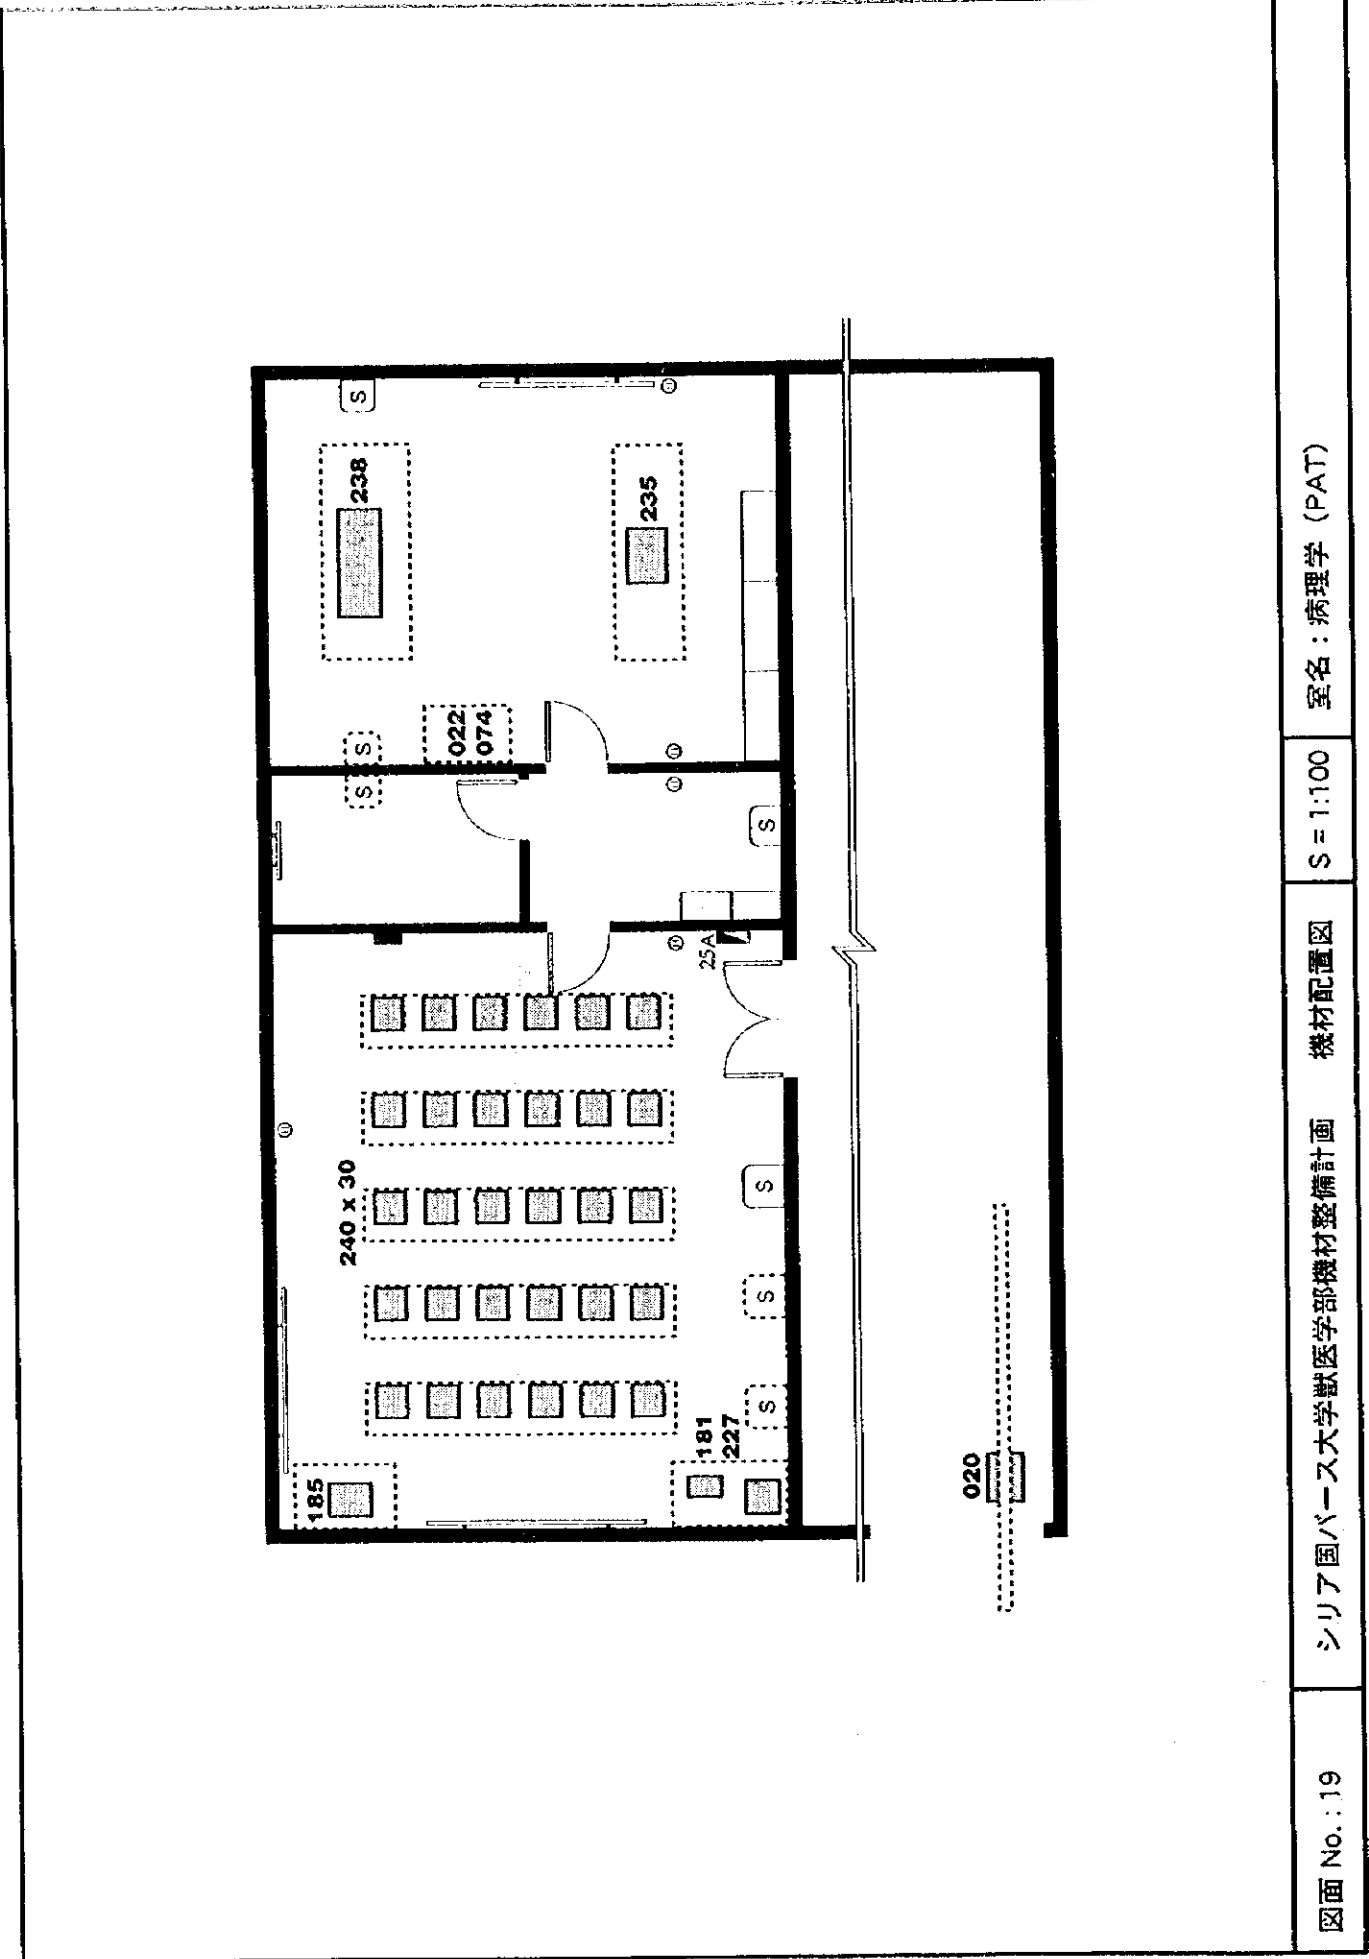 185
240 x 30
S
S
238
S
022
074
235
181
227
25A
S
S
S
S
020
図面 No. : 19
シリア国バース大学獣医学部機材整備計画 機材配置図
S = 1:100
室名 : 病理学 (PAT)